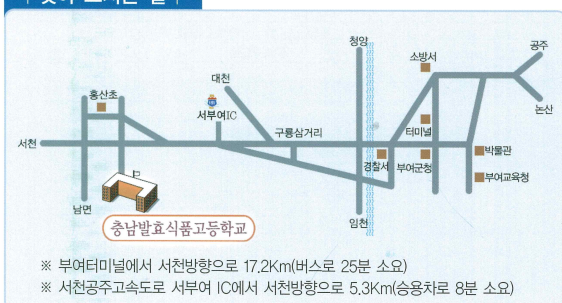 청양
소방서
공주
대천
홍산초
서부여IC
논산
터미널
구룡삼거리
서천
박물관
경찰서
부여군청
부여교육청
남면
임천
충남발효식품고등학교
※ 부여터미널에서 서천방향으로 17.2Km(버스로 25분 소요)
※ 서천공주고속도로 서부여 IC에서 서천방향으로 5.3Km(승용차로 8분 소요)